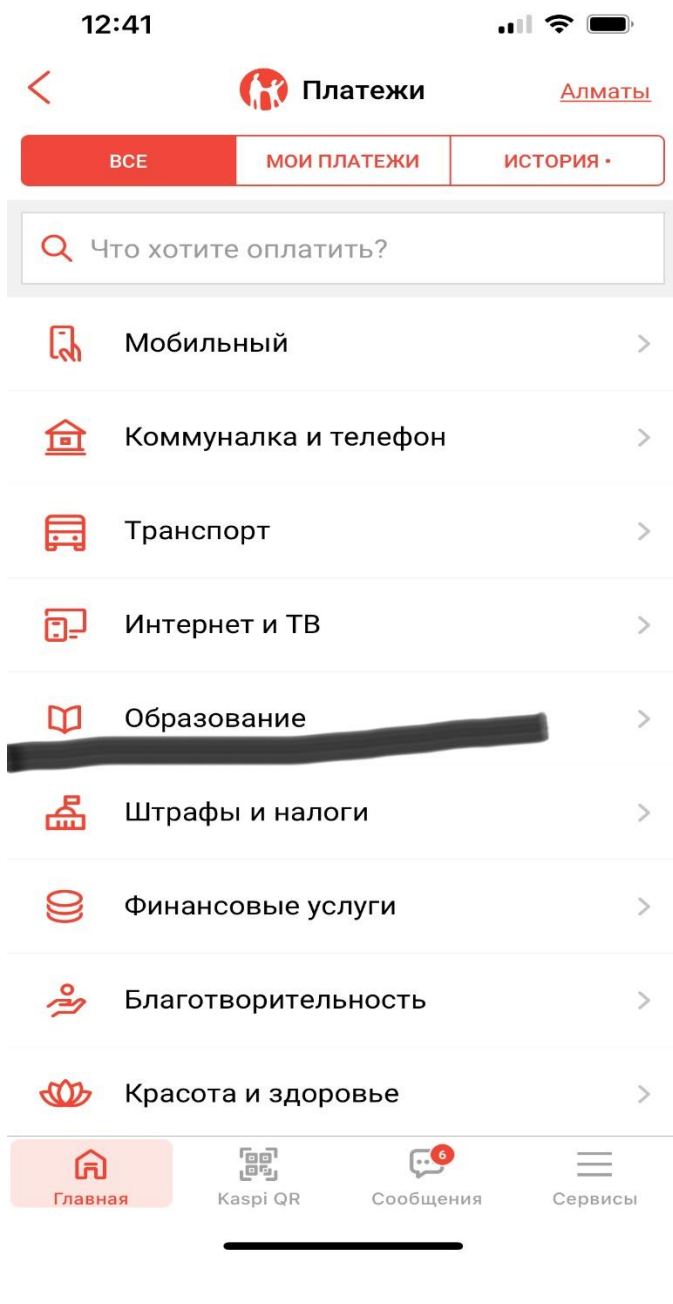 12:41
Платежи
Алматы
ВСЕ
МОИ ПЛАТЕЖИ
ИСТОРИЯ •
Что хотите оплатить?
Мобильный
Коммуналка и телефон
Транспорт
Интернет и ТВ
Образование
Штрафы и налоги
Финансовые услуги
Благотворительность
Красота и здоровье
6
Главная
Kaspi QR
Сообщения
Сервисы